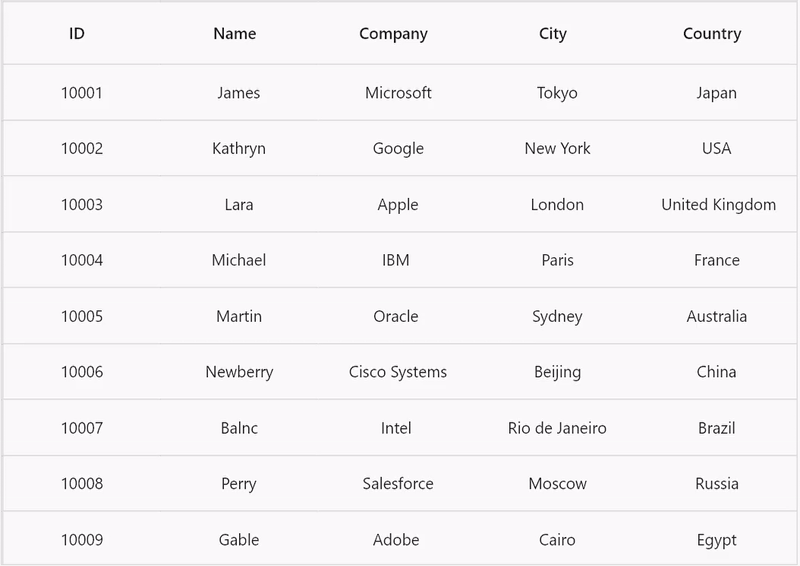 ID Name Company City Country
10001 James Microsoft Tokyo Japan
10002 Kathryn Google New York USA
10003 Lara Apple London United Kingdom
10004 Michael IBM Paris France
10005 Martin Oracle Sydney Australia
10006 Newberry Cisco Systems Beijing China
10007 Balnc Intel Rio de Janeiro Brazil
10008 Perry Salesforce Moscow Russia
10009 Gable Adobe Cairo Egypt